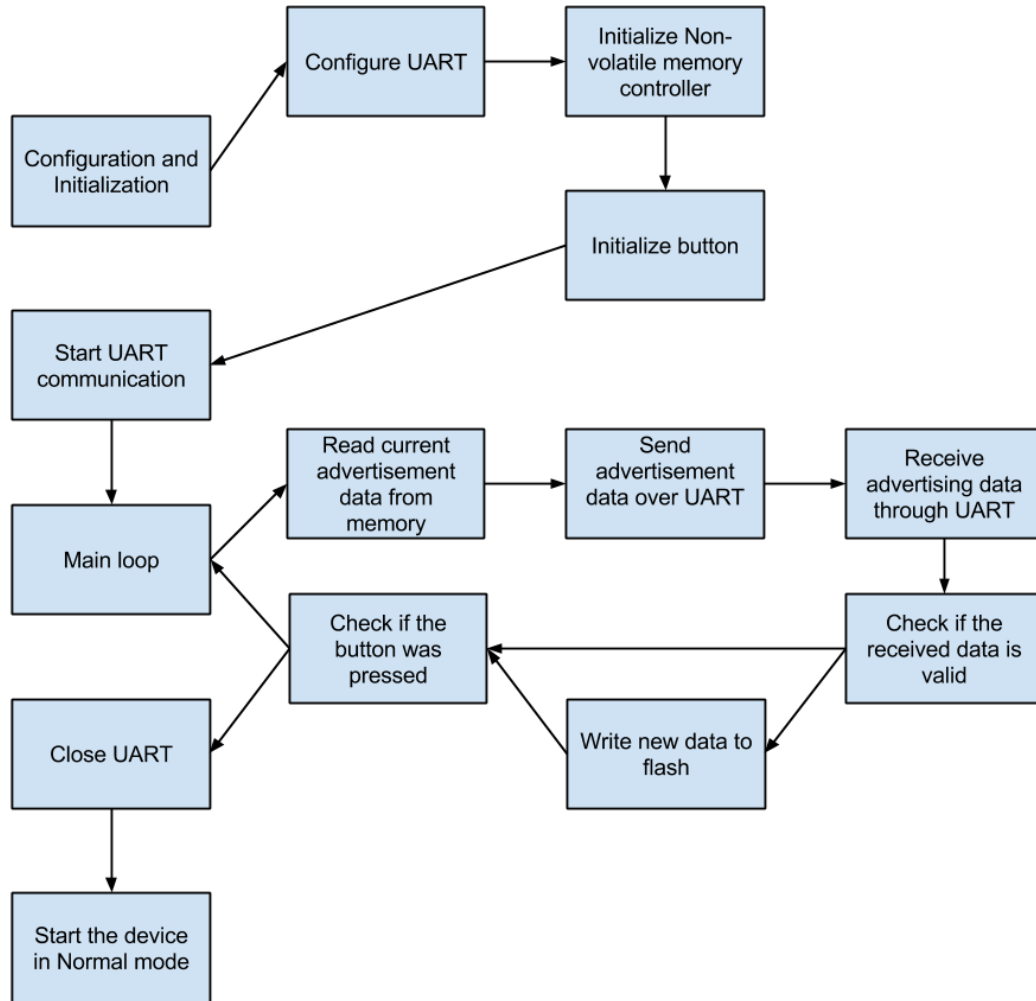 Configure UART
Initialize Non-
volatile memory
controller
Configuration and
Initialization
Initialize button
Start UART
communication
Read current
advertisement
data from
memory
Send
advertisement
data over UART
Receive
advertising data
through UART
Main loop
Check if the
button was
pressed
Check if the
received data is
valid
Close UART
Write new data to
flash
Start the device
in Normal mode